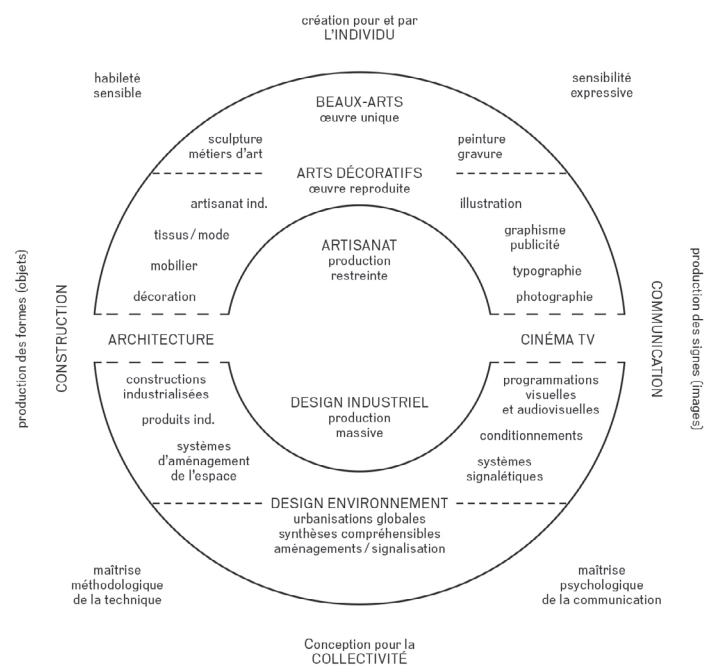 création pour et par
L'INDIVIDU
habileté
sensible
sensibilité
expressive
BEAUX-ARTS
œuvre unique
sculpture
métiers d'art
peinture
gravure
ARTS DÉCORATIFS
œuvre reproduite
artisanat ind.
tissus / mode
mobilier
décoration
illustration
graphisme
publicité
typographie
photographie
ARTISANAT
production
restreinte
production des formes (objets)
CONSTRUCTION
COMMUNICATION
production des signes (images)
ARCHITECTURE
CINÉMA TV
constructions
industrialisées
produits ind.
systèmes
d'aménagement
de l'espace
DESIGN INDUSTRIEL
production
massive
programmations
visuelles
et audiovisuelles
conditionnements
systèmes
signalétiques
DESIGN ENVIRONNEMENT
urbanisations globales
synthèses compréhensibles
aménagements / signalisation
maîtrise
méthodologique
de la technique
maîtrise
psychologique
de la communication
Conception pour la
COLLECTIVITÉ